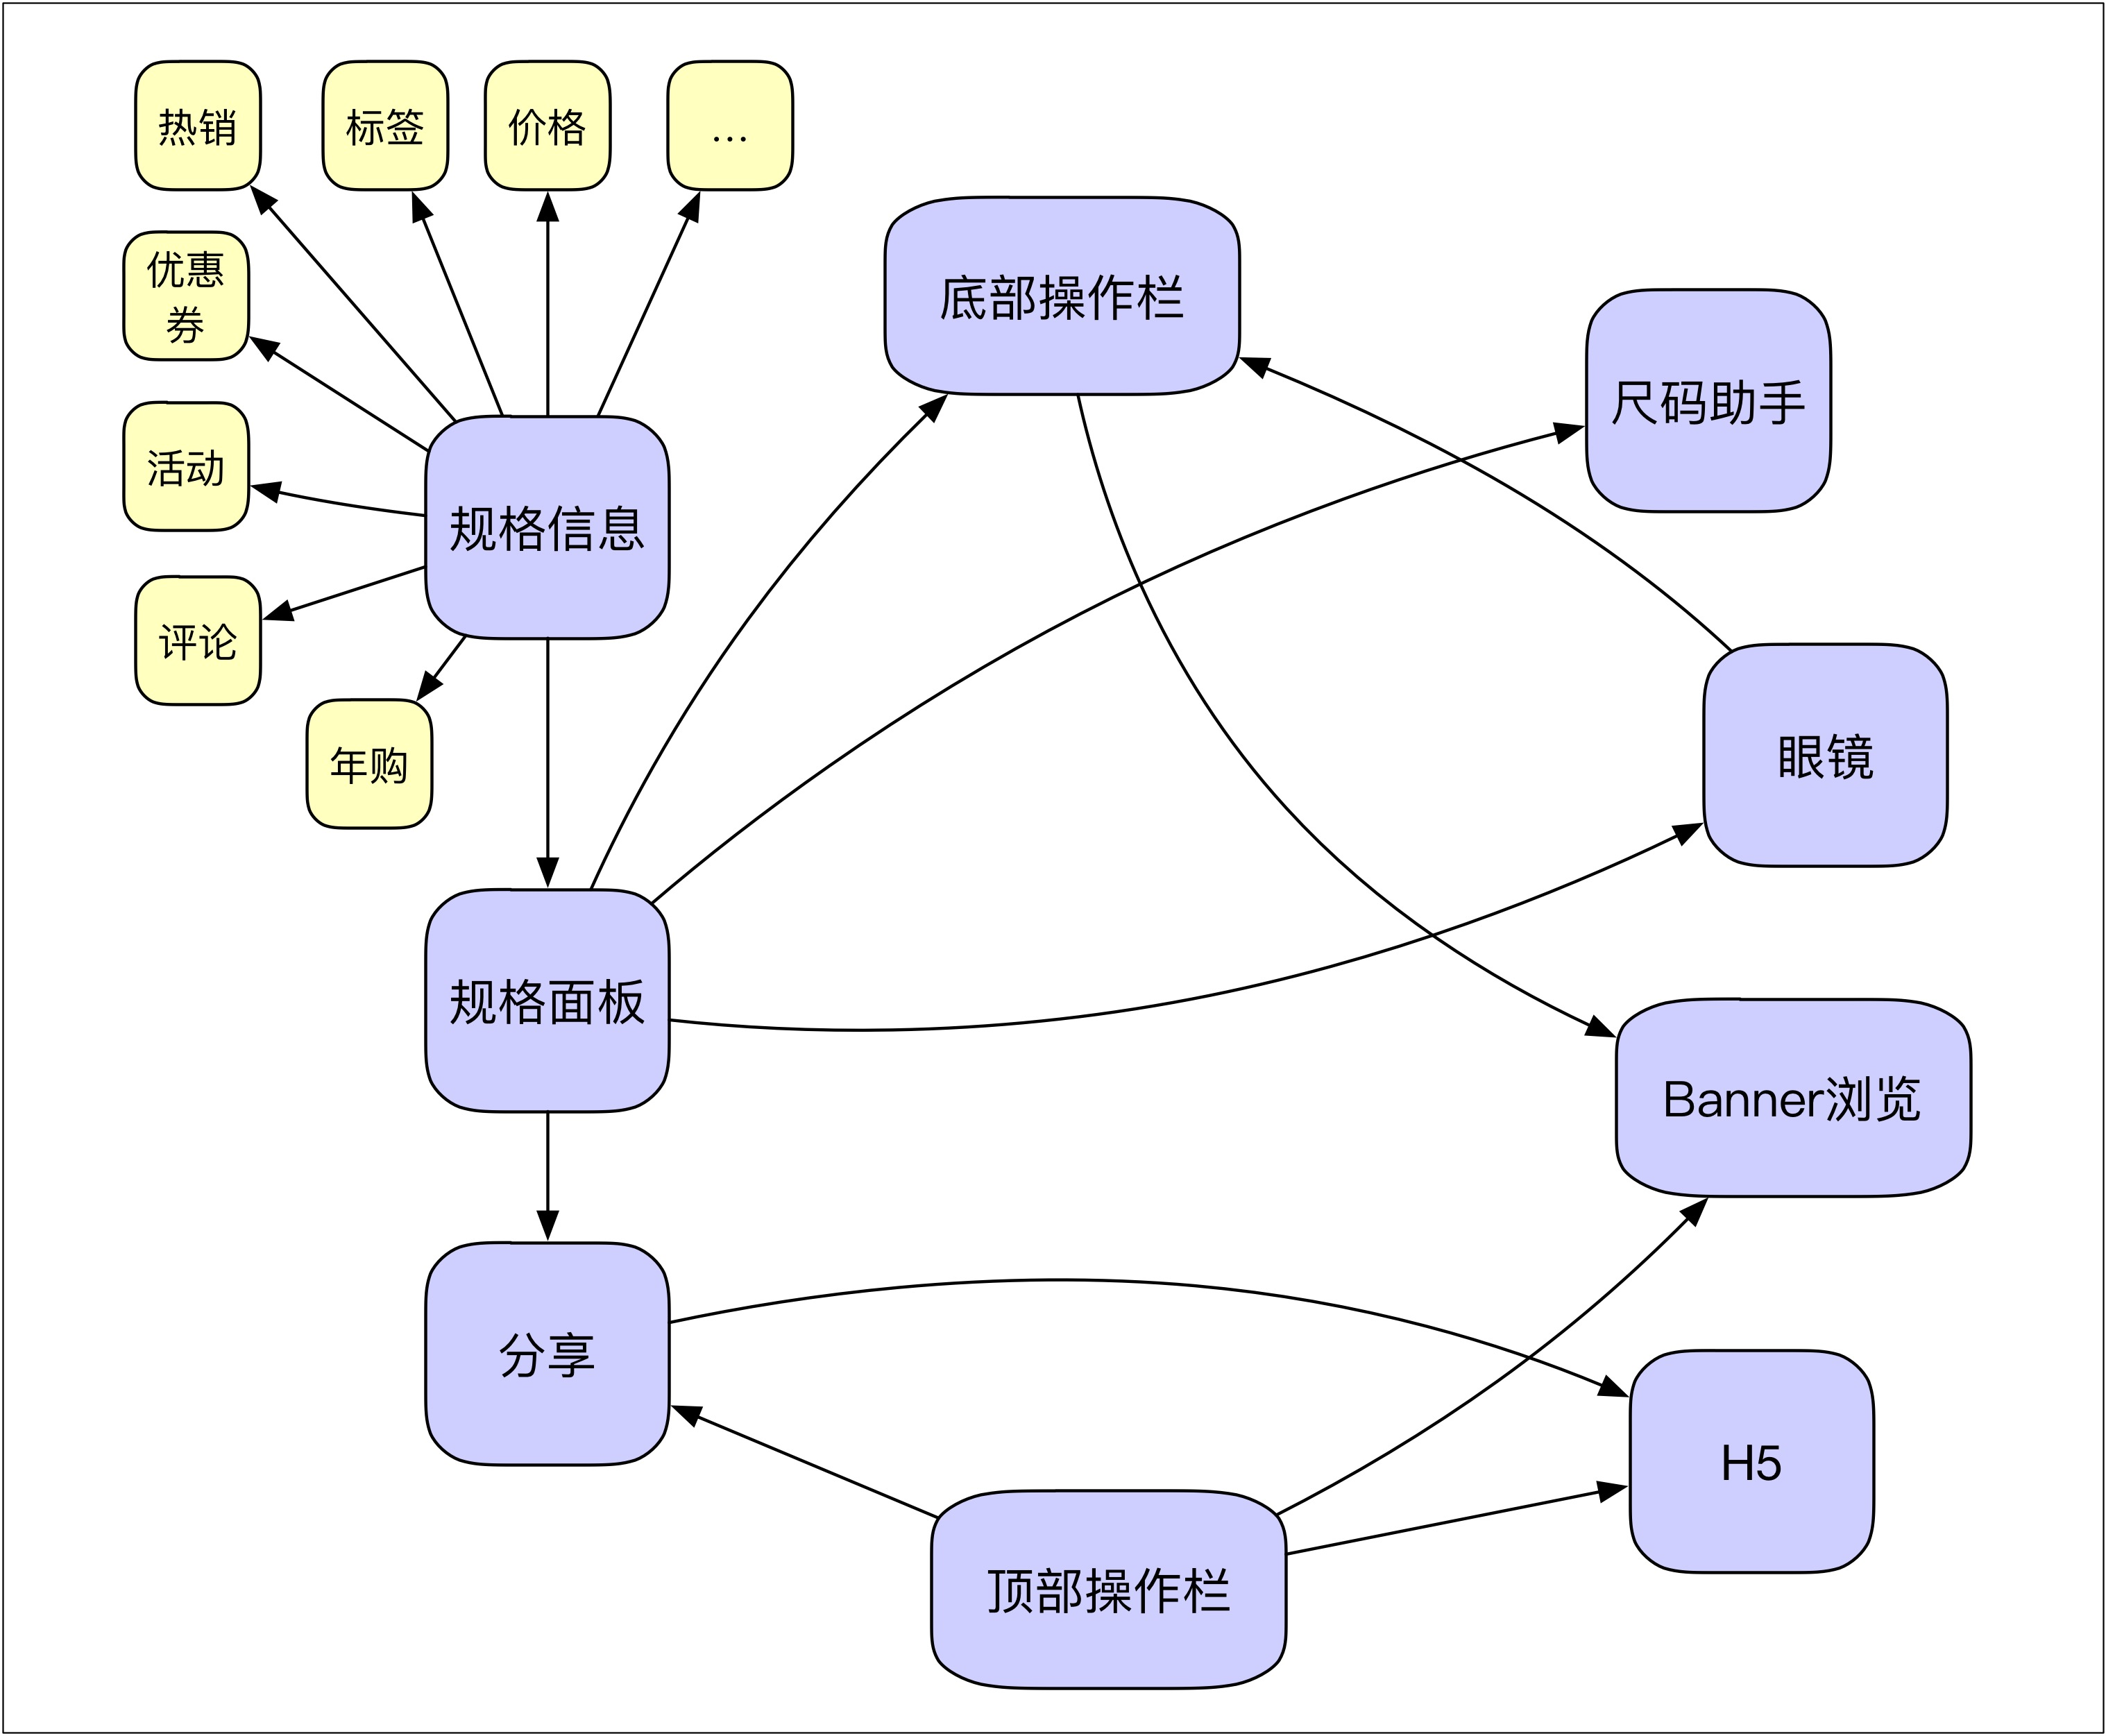 热销
标签
价格
...
优惠
券
底部操作栏
尺码助手
活动
规格信息
评论
年购
眼镜
规格面板
Banner浏览
分享
H5
顶部操作栏